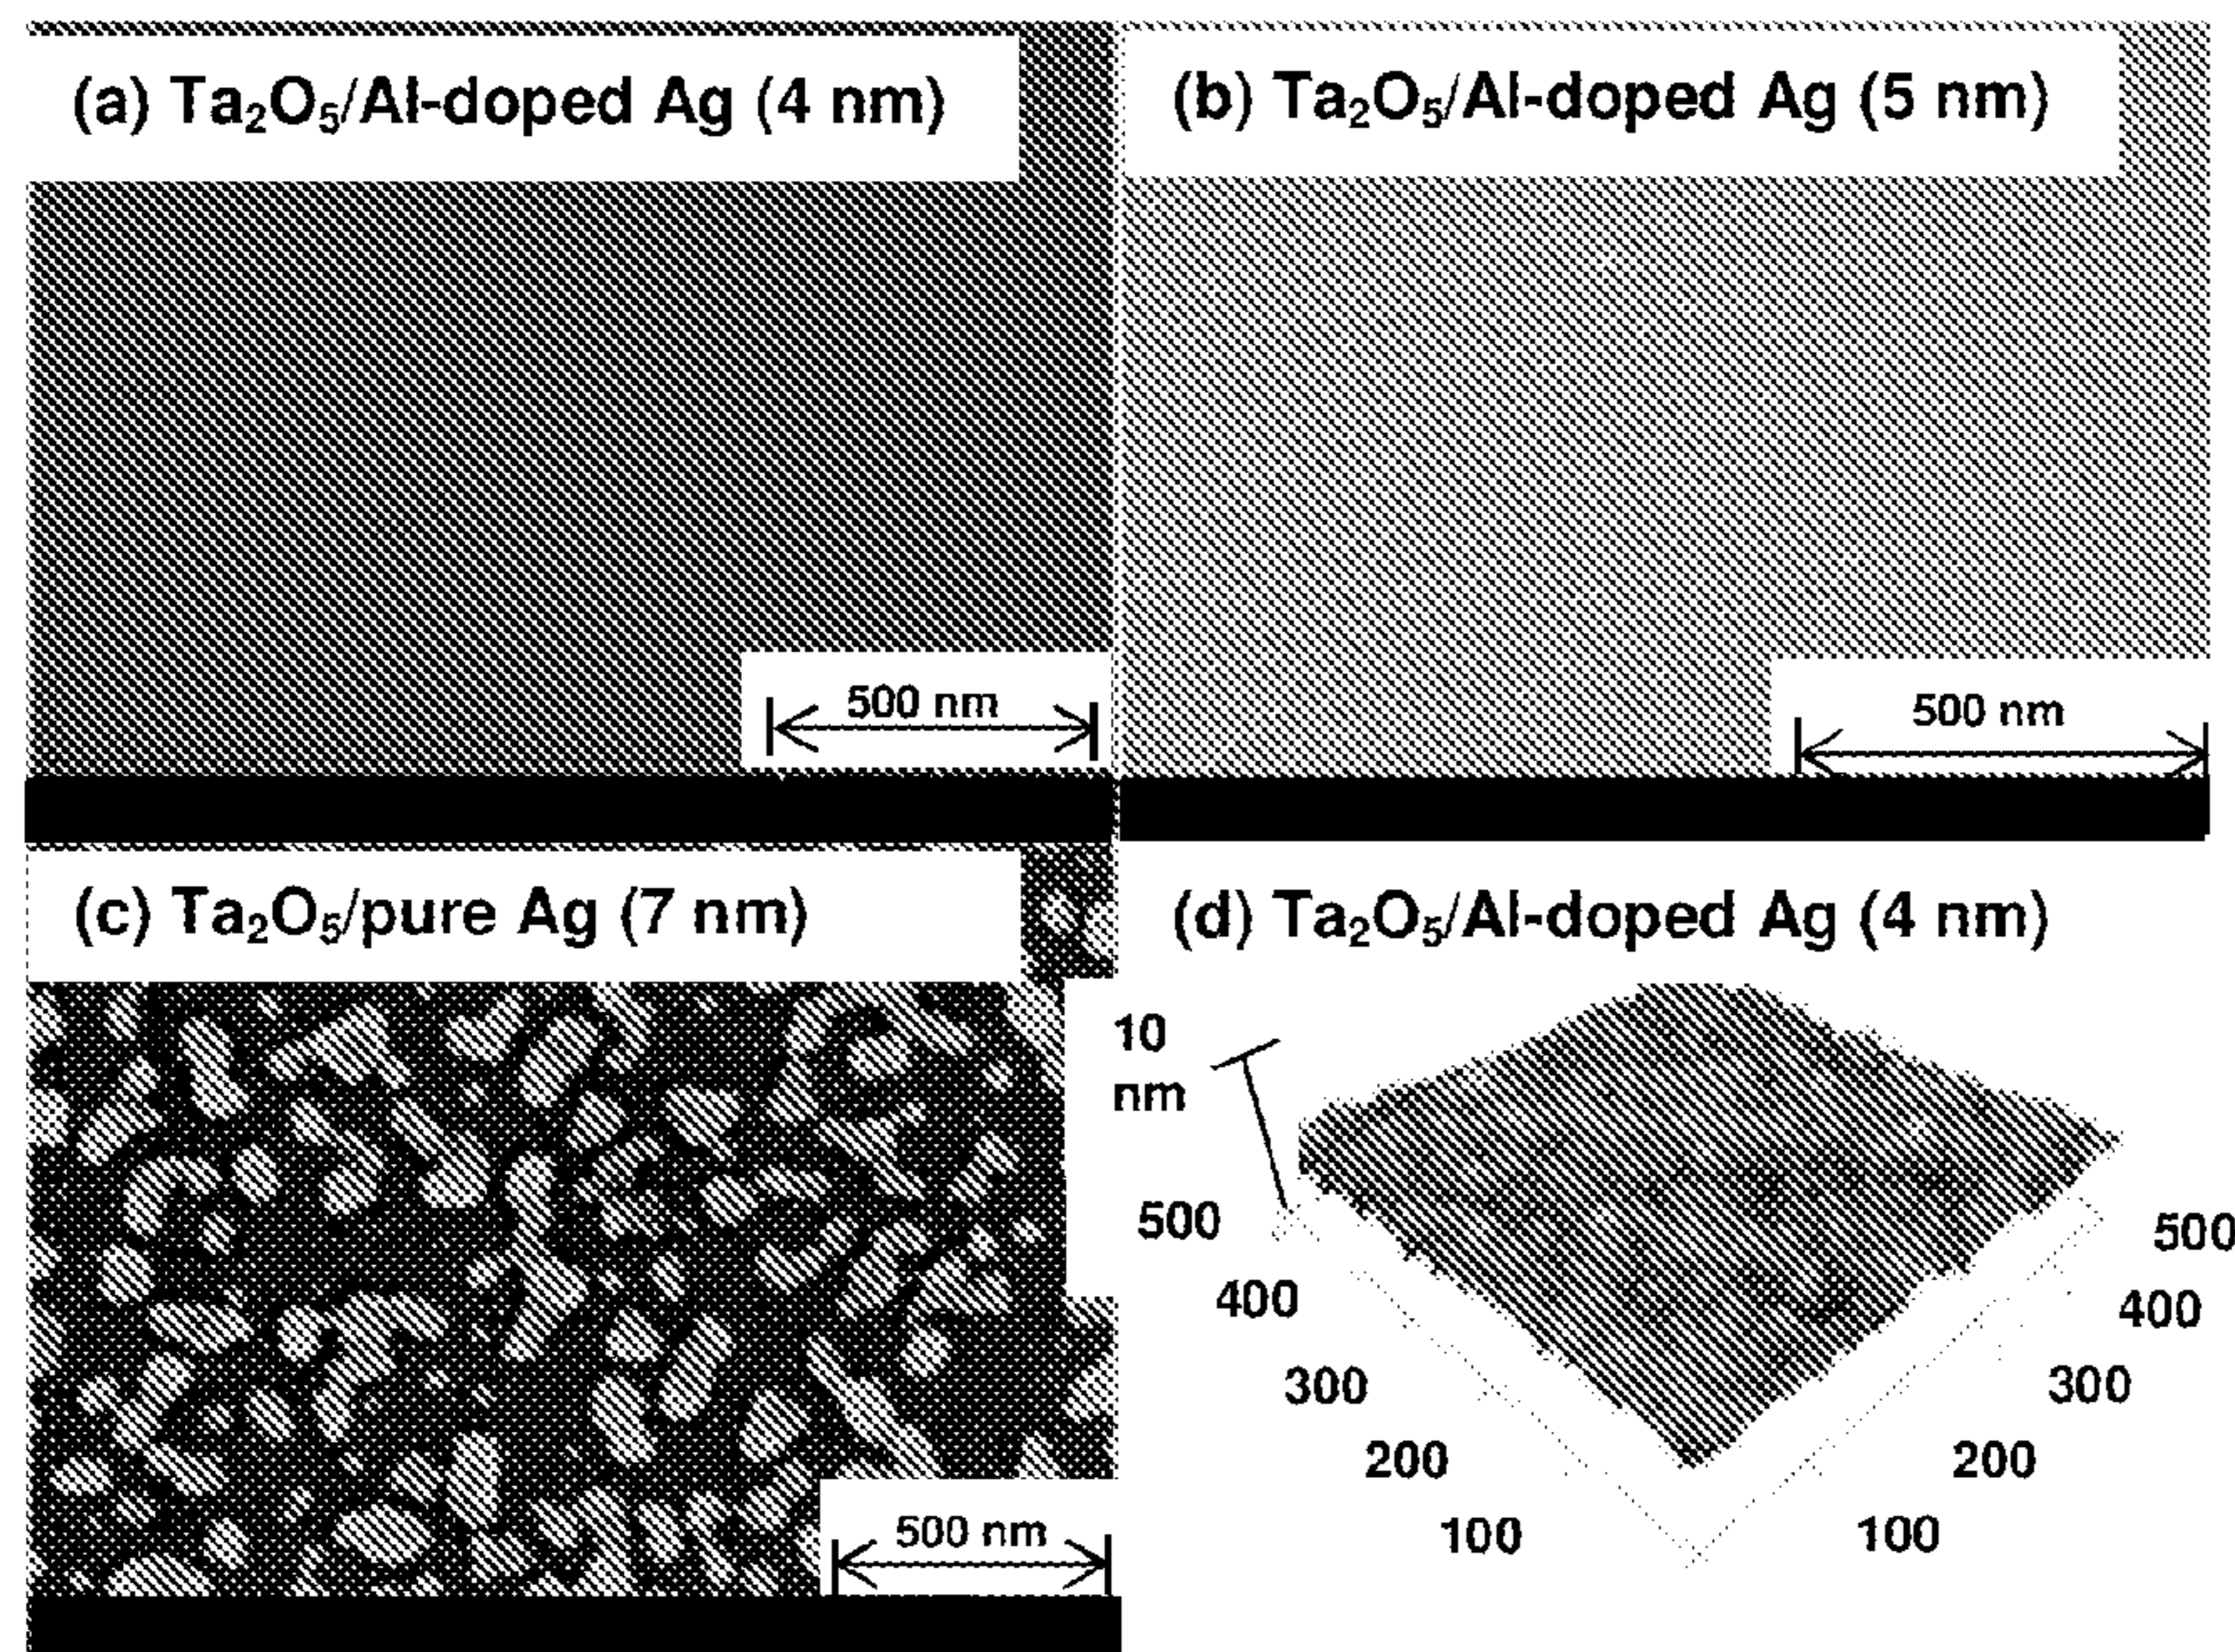 (a) Ta₂O₅/Al-doped Ag (4 nm)
500 nm
(b) Ta₂O₅/Al-doped Ag (5 nm)
500 nm
(c) Ta₂O₅/pure Ag (7 nm)
500 nm
(d) Ta₂O₅/Al-doped Ag (4 nm)
10
nm
500
400
300
200
100
500
400
300
200
100